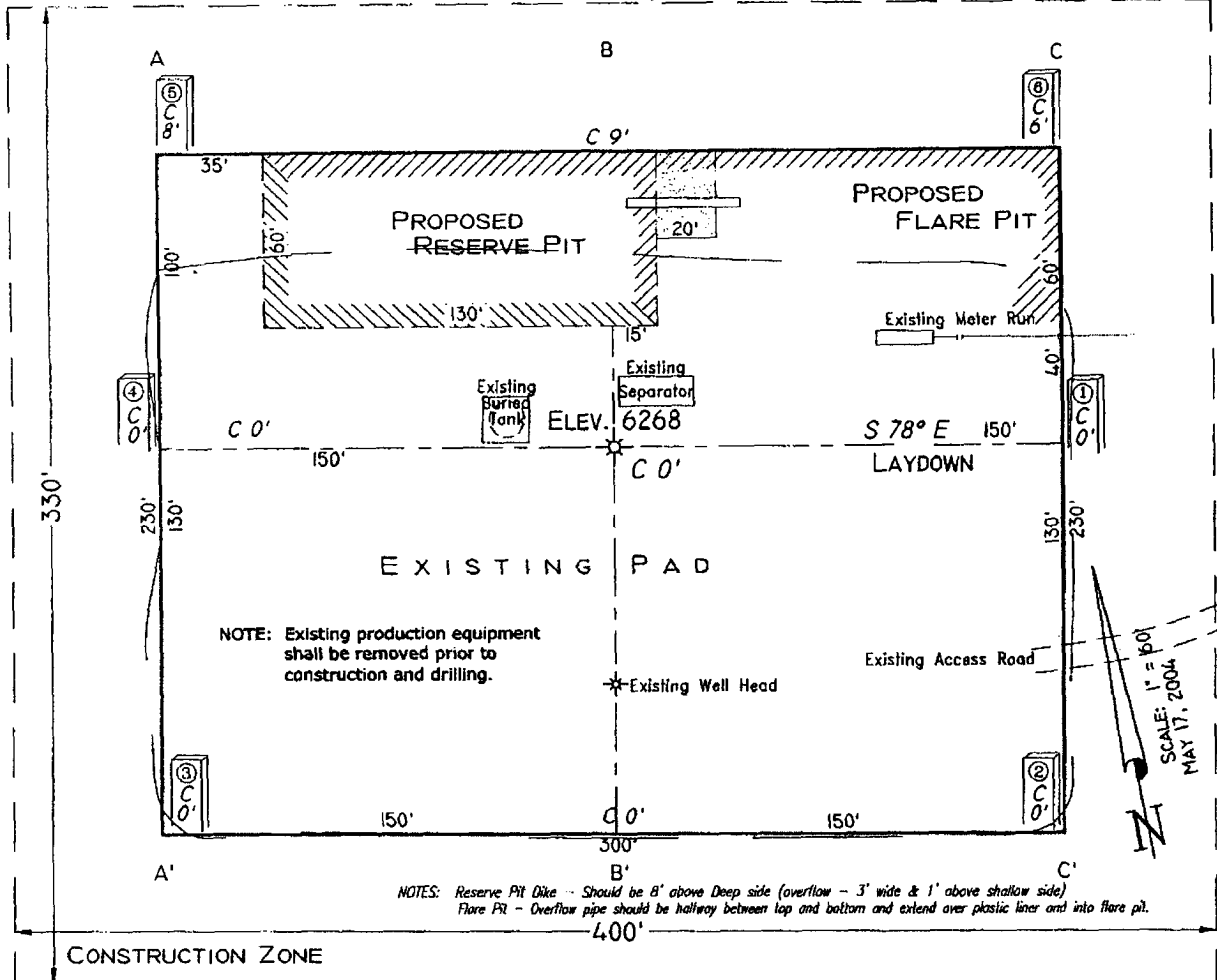 A
B
C
⑤
C
8'
⑥
C
6'
C 9'
35'
PROPOSED
RESERVE PIT
PROPOSED
FLARE PIT
20'
60'
100'
60'
130'
15'
Existing Meter Run
40'
④
C
0'
①
C
0'
Existing
Buried
Tank
Existing
Separator
ELEV. 6268
C 0'
S 78° E 150'
150'
C 0'
LAYDOWN
330'
230'
130'
130'
230'
EXISTING PAD
NOTE: Existing production equipment
shall be removed prior to
construction and drilling.
Existing Access Road
Existing Well Head
SCALE: 1" = 60'
MAY 17, 2004
N
③
C
0'
②
C
0'
150'
C 0'
150'
300'
A'
B'
C'
NOTES: Reserve Pit Dike - Should be 8' above Deep side (overflow - 3' wide & 1' above shallow side)
Flare Pit - Overflow pipe should be halfway between top and bottom and extend over plastic liner and into flare pit.
400'
CONSTRUCTION ZONE